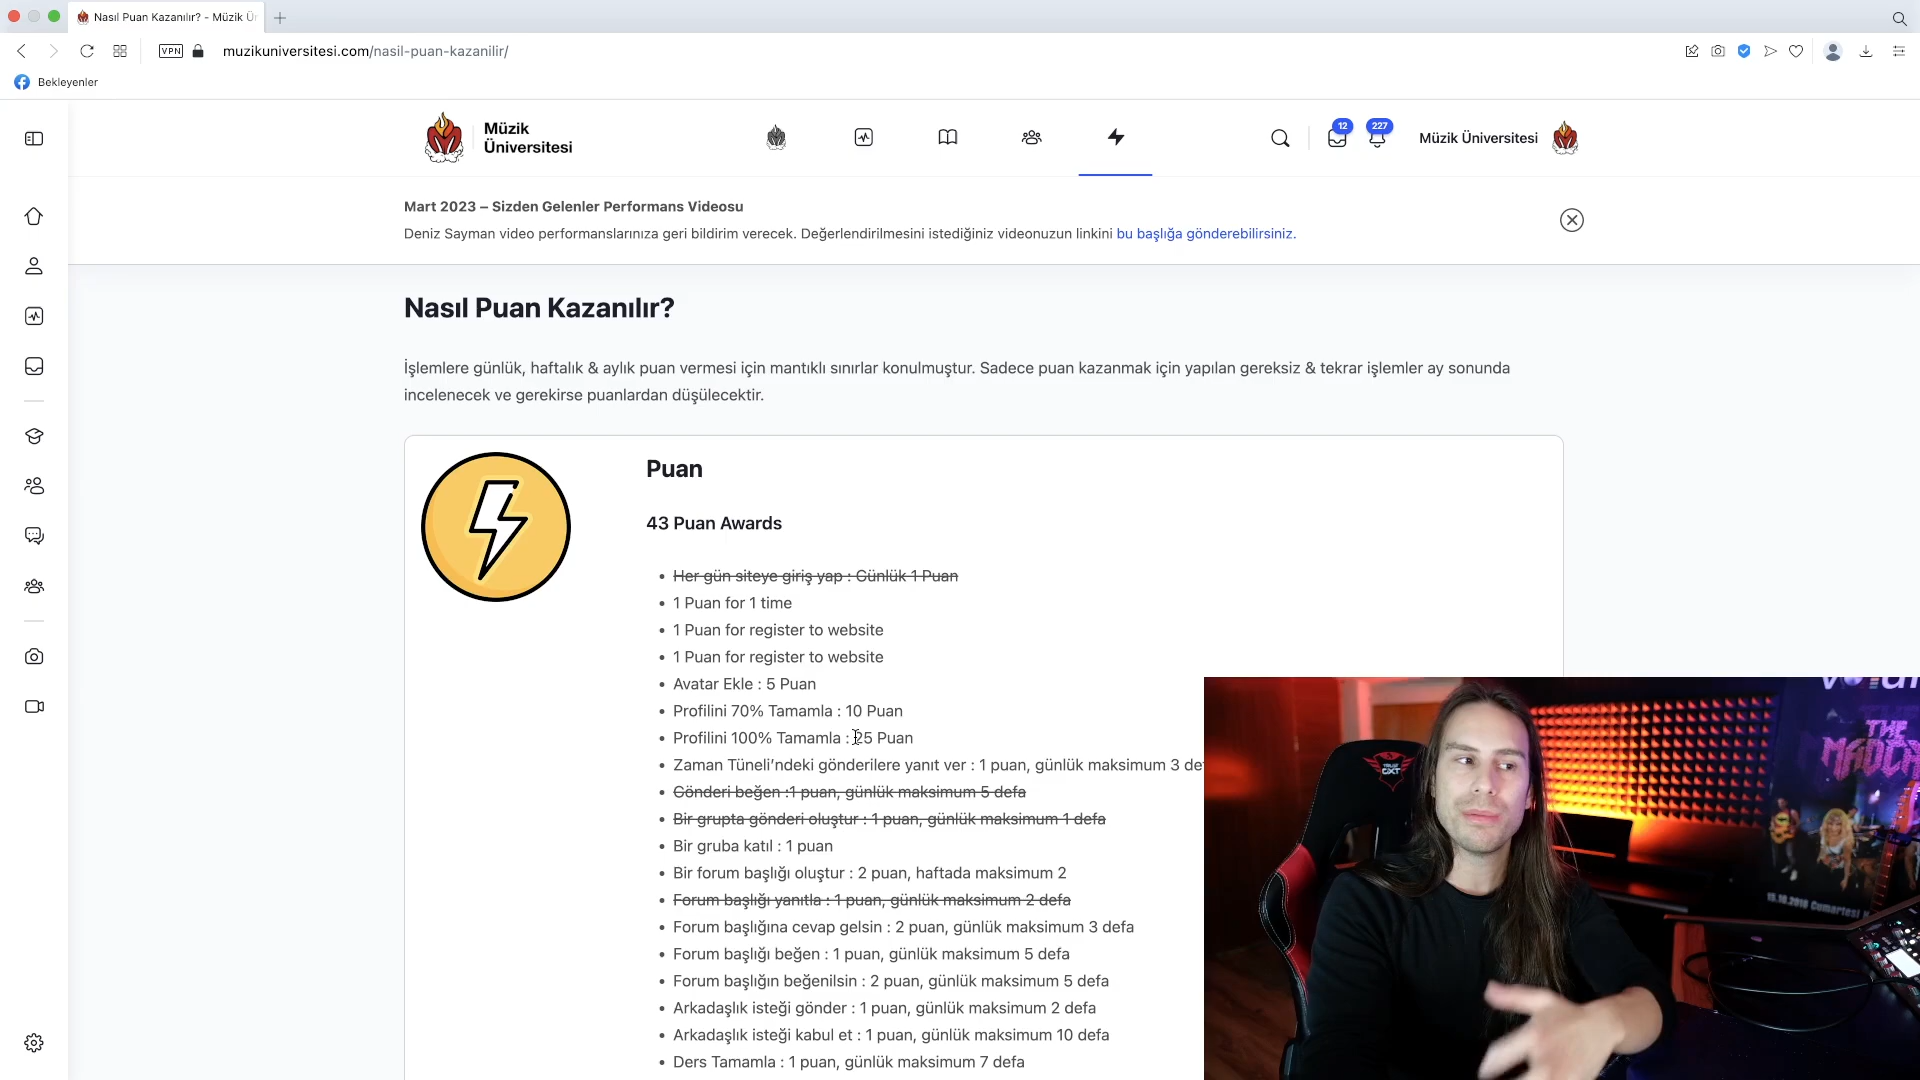 Nasıl Puan Kazanılır? - Müzik Ür
VPN
muzikuniversitesi.com/nasil-puan-kazanilir/
Bekleyenler
Müzik
Üniversitesi
12
227
Müzik Üniversitesi
Mart 2023 – Sizden Gelenler Performans Videosu
Deniz Sayman video performanslarınıza geri bildirim verecek. Değerlendirilmesini istediğiniz videonuzun linkini bu başlığa gönderebilirsiniz.
Nasıl Puan Kazanılır?
İşlemlere günlük, haftalık & aylık puan vermesi için mantıklı sınırlar konulmuştur. Sadece puan kazanmak için yapılan gereksiz & tekrar işlemler ay sonunda
incelenecek ve gerekirse puanlardan düşülecektir.
Puan
43 Puan Awards
Her gün siteye giriş yap : Günlük 1 Puan
1 Puan for 1 time
1 Puan for register to website
1 Puan for register to website
Avatar Ekle : 5 Puan
Profilini 70% Tamamla : 10 Puan
Profilini 100% Tamamla : 25 Puan
Zaman Tüneli’ndeki gönderilere yanıt ver : 1 puan, günlük maksimum 3 de
Gönderi beğen :1 puan, günlük maksimum 5 defa
Bir grupta gönderi oluştur : 1 puan, günlük maksimum 1 defa
Bir gruba katıl : 1 puan
Bir forum başlığı oluştur : 2 puan, haftada maksimum 2
Forum başlığı yanıtla : 1 puan, günlük maksimum 2 defa
Forum başlığına cevap gelsin : 2 puan, günlük maksimum 3 defa
Forum başlığı beğen : 1 puan, günlük maksimum 5 defa
Forum başlığın beğenilsin : 2 puan, günlük maksimum 5 defa
Arkadaşlık isteği gönder : 1 puan, günlük maksimum 2 defa
Arkadaşlık isteği kabul et : 1 puan, günlük maksimum 10 defa
Ders Tamamla : 1 puan, günlük maksimum 7 defa
GXT
THE
15.10.2016 Cumartesi